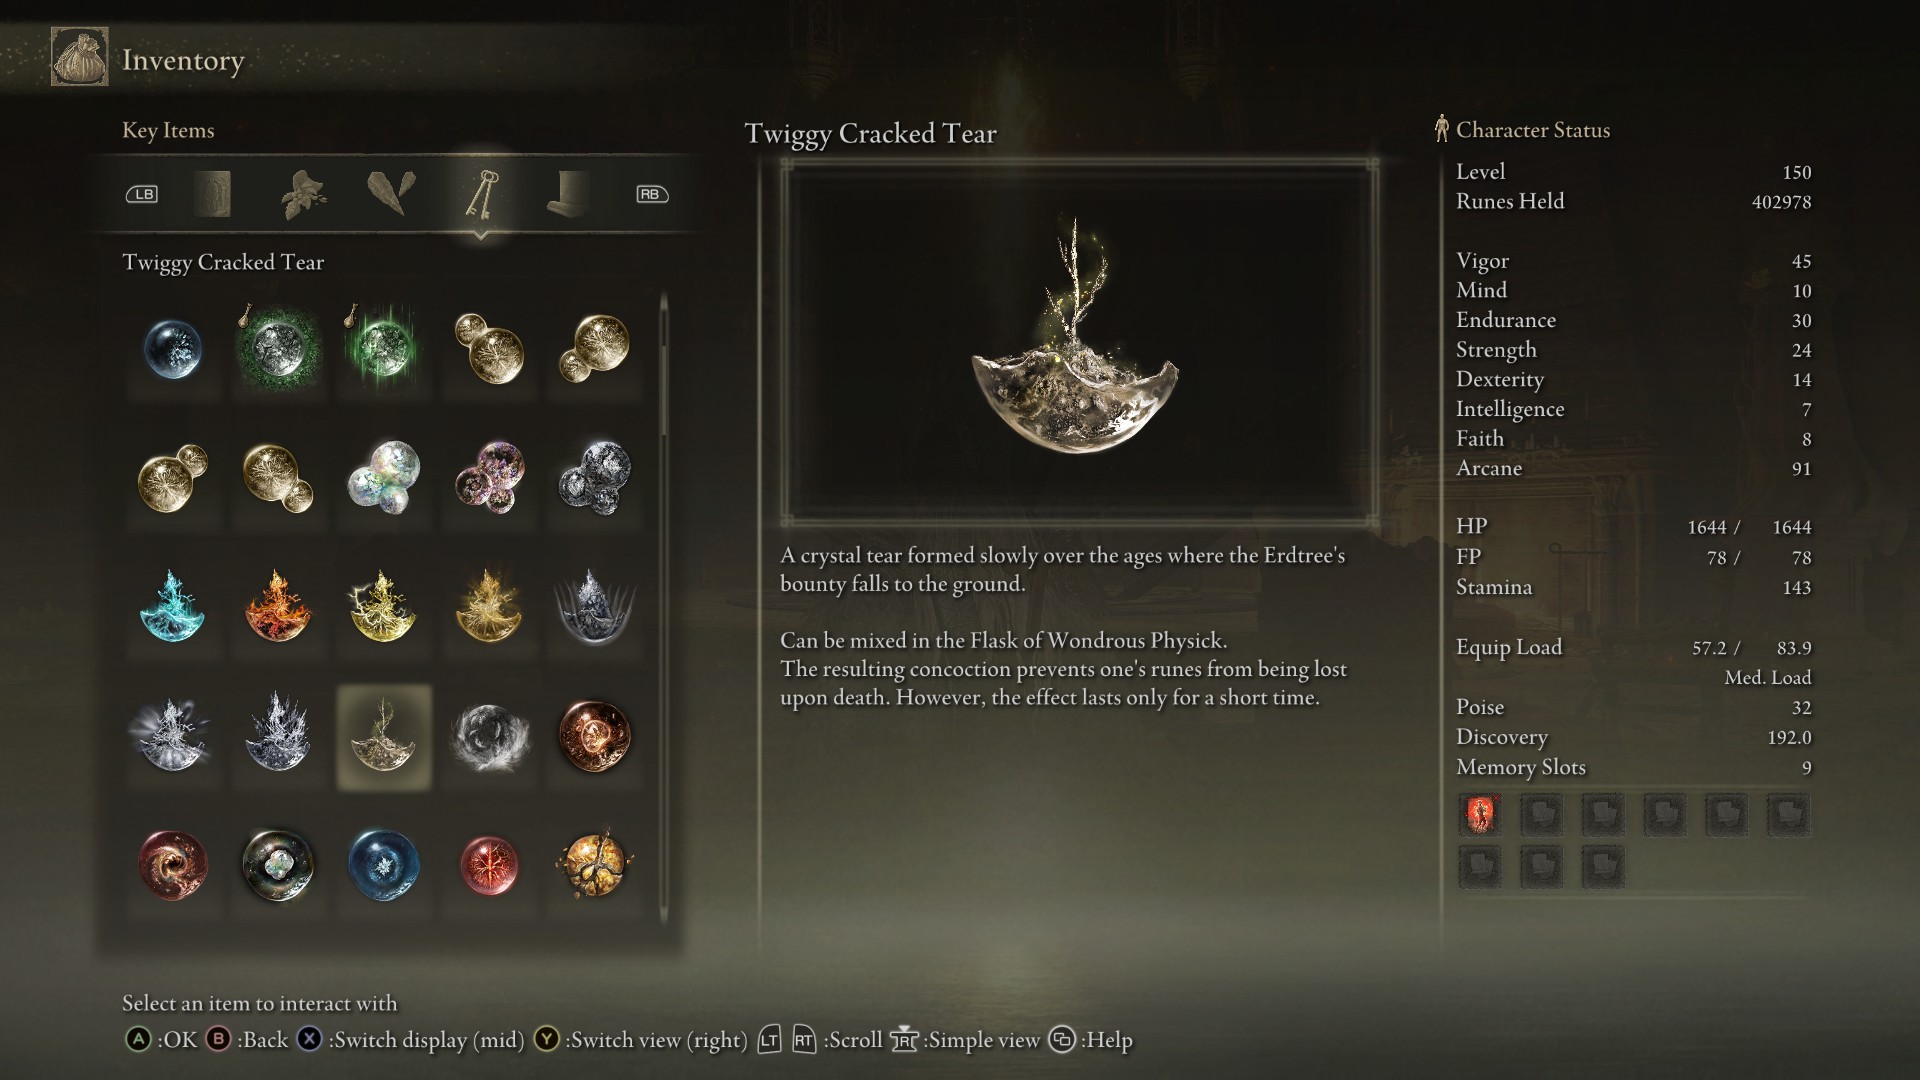 Inventory
Key Items
LB
RB
Twiggy Cracked Tear
Twiggy Cracked Tear
A crystal tear formed slowly over the ages where the Erdtree's
bounty falls to the ground.
Can be mixed in the Flask of Wondrous Physick.
The resulting concoction prevents one's runes from being lost
upon death. However, the effect lasts only for a short time.
Character Status
Level 150
Runes Held 402978
Vigor 45
Mind 10
Endurance 30
Strength 24
Dexterity 14
Intelligence 7
Faith 8
Arcane 91
HP 1644 / 1644
FP 78 / 78
Stamina 143
Equip Load 57.2 / 83.9
Med. Load
Poise 32
Discovery 192.0
Memory Slots 9
Select an item to interact with
A :OK B :Back X :Switch display (mid) Y :Switch view (right) LT RT :Scroll R :Simple view :Help